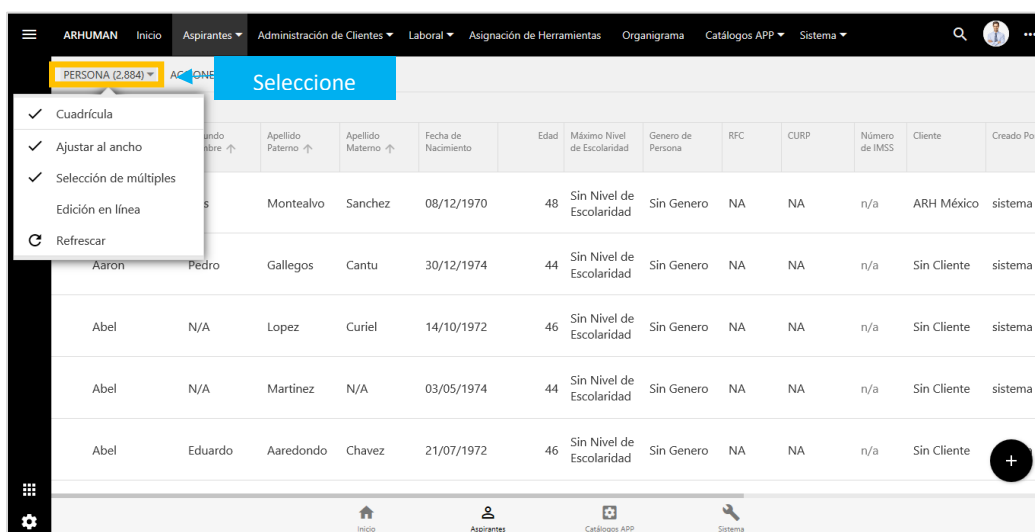 ARHUMAN Inicio Aspirantes Administración de Clientes Laboral Asignación de Herramientas Organigrama Catálogos APP Sistema
PERSONA (2,884)
Seleccione
Cuadrícula
Ajustar al ancho
Selección de múltiples
Edición en línea
Refrescar
Apellido Paterno
Apellido Materno
Fecha de Nacimiento
Edad
Máximo Nivel de Escolaridad
Genero de Persona
RFC
CURP
Número de IMSS
Cliente
Creado Po
Montealvo Sanchez 08/12/1970 48 Sin Nivel de Escolaridad Sin Genero NA NA n/a ARH México sistema
Aaron Pedro Gallegos Cantu 30/12/1974 44 Sin Nivel de Escolaridad Sin Genero NA NA n/a Sin Cliente sistema
Abel N/A Lopez Curiel 14/10/1972 46 Sin Nivel de Escolaridad Sin Genero NA NA n/a Sin Cliente sistema
Abel N/A Martinez N/A 03/05/1974 44 Sin Nivel de Escolaridad Sin Genero NA NA n/a Sin Cliente sistema
Abel Eduardo Aaredondo Chavez 21/07/1972 46 Sin Nivel de Escolaridad Sin Genero NA NA n/a Sin Cliente
Inicio Aspirantes Catálogos APP Sistema